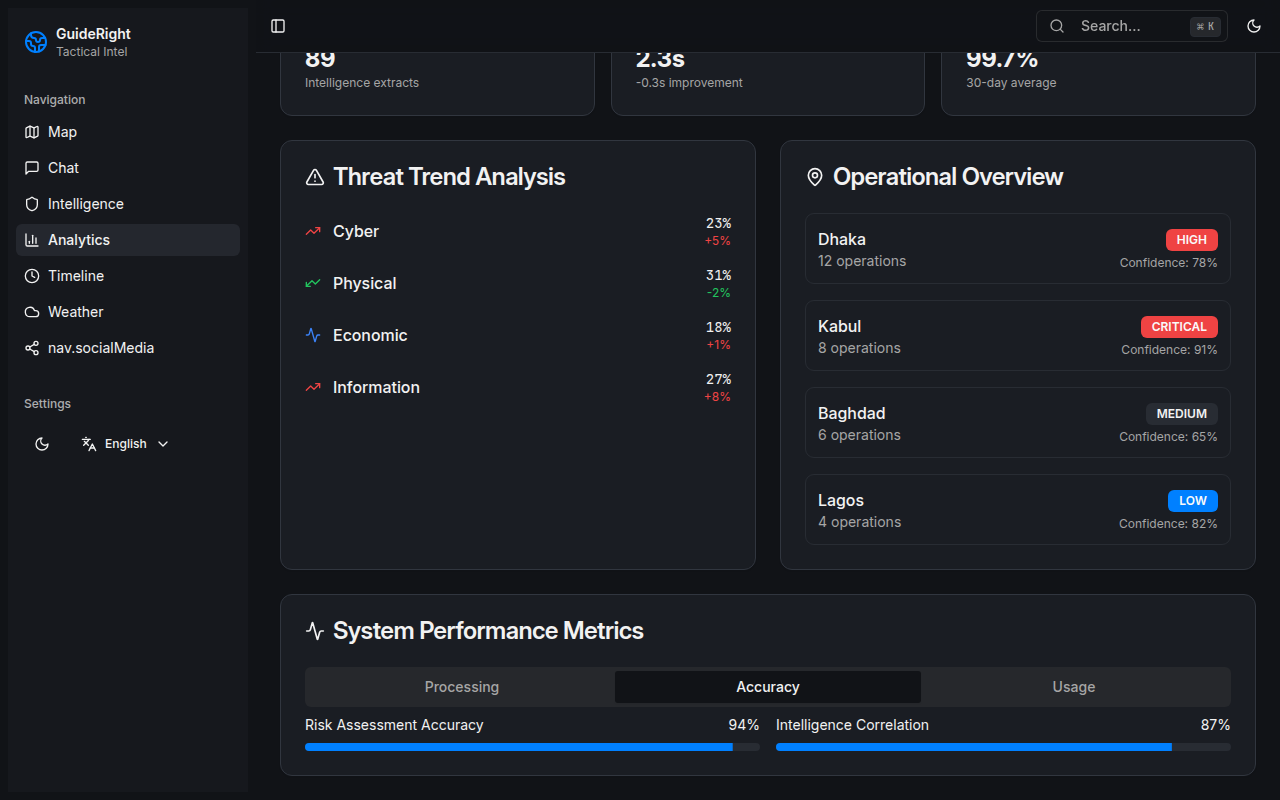 GuideRight
Tactical Intel
Navigation
Map
Chat
Intelligence
Analytics
Timeline
Weather
nav.socialMedia
Settings
English
Search...
⌘ K
89
Intelligence extracts
2.3s
-0.3s improvement
99.7%
30-day average
Threat Trend Analysis
Cyber
23%
+5%
Physical
31%
-2%
Economic
18%
+1%
Information
27%
+8%
Operational Overview
Dhaka
HIGH
12 operations
Confidence: 78%
Kabul
CRITICAL
8 operations
Confidence: 91%
Baghdad
MEDIUM
6 operations
Confidence: 65%
Lagos
LOW
4 operations
Confidence: 82%
System Performance Metrics
Processing
Accuracy
Usage
Risk Assessment Accuracy 94%
Intelligence Correlation 87%